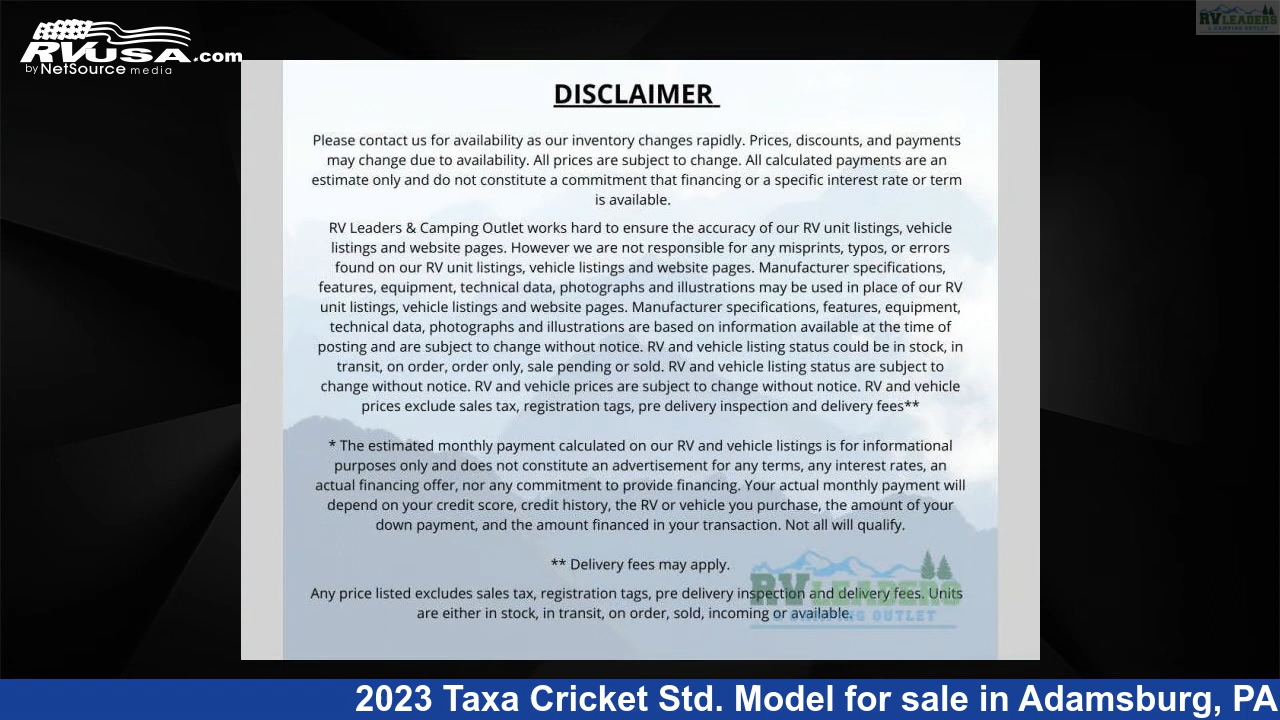 RVUSA.com
by NetSource media
RVLEADERS
& CAMPING OUTLET
DISCLAIMER
Please contact us for availability as our inventory changes rapidly. Prices, discounts, and payments
may change due to availability. All prices are subject to change. All calculated payments are an
estimate only and do not constitute a commitment that financing or a specific interest rate or term
is available.
RV Leaders & Camping Outlet works hard to ensure the accuracy of our RV unit listings, vehicle
listings and website pages. However we are not responsible for any misprints, typos, or errors
found on our RV unit listings, vehicle listings and website pages. Manufacturer specifications,
features, equipment, technical data, photographs and illustrations may be used in place of our RV
unit listings, vehicle listings and website pages. Manufacturer specifications, features, equipment,
technical data, photographs and illustrations are based on information available at the time of
posting and are subject to change without notice. RV and vehicle listing status could be in stock, in
transit, on order, order only, sale pending or sold. RV and vehicle listing status are subject to
change without notice. RV and vehicle prices are subject to change without notice. RV and vehicle
prices exclude sales tax, registration tags, pre delivery inspection and delivery fees**
* The estimated monthly payment calculated on our RV and vehicle listings is for informational
purposes only and does not constitute an advertisement for any terms, any interest rates, an
actual financing offer, nor any commitment to provide financing. Your actual monthly payment will
depend on your credit score, credit history, the RV or vehicle you purchase, the amount of your
down payment, and the amount financed in your transaction. Not all will qualify.
** Delivery fees may apply.
Any price listed excludes sales tax, registration tags, pre delivery inspection and delivery fees. Units
are either in stock, in transit, on order, sold, incoming or available.
RVLEADERS
& CAMPING OUTLET
2023 Taxa Cricket Std. Model for sale in Adamsburg, PA